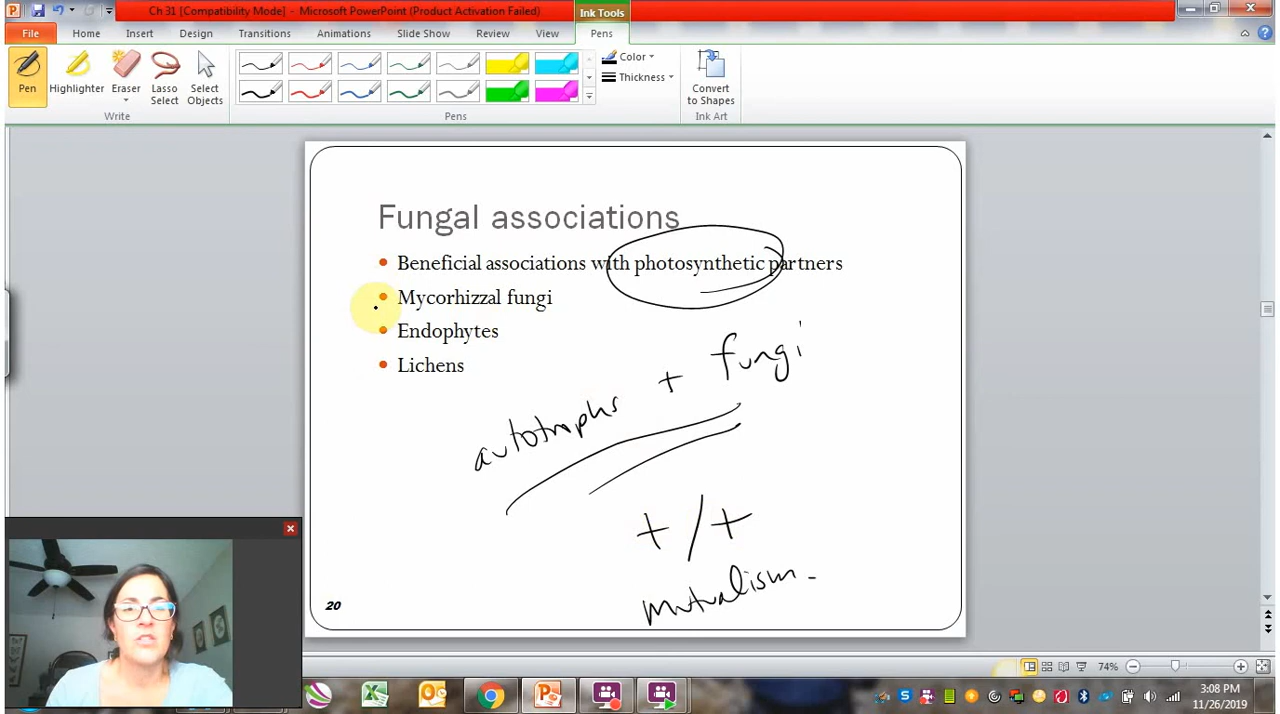 Ch 31 [Compatibility Mode] - Microsoft PowerPoint (Product Activation Failed)
Ink Tools
File Home Insert Design Transitions Animations Slide Show Review View Pens
Pen Highlighter Eraser Lasso Select Select Objects
Color
Thickness
Convert to Shapes
Write Pens Ink Art
Fungal associations
Beneficial associations with photosynthetic partners
Mycorhizzal fungi
Endophytes
Lichens
autotrophs + fungi
+ / +
mutualism
20
74%
3:08 PM
11/26/2019